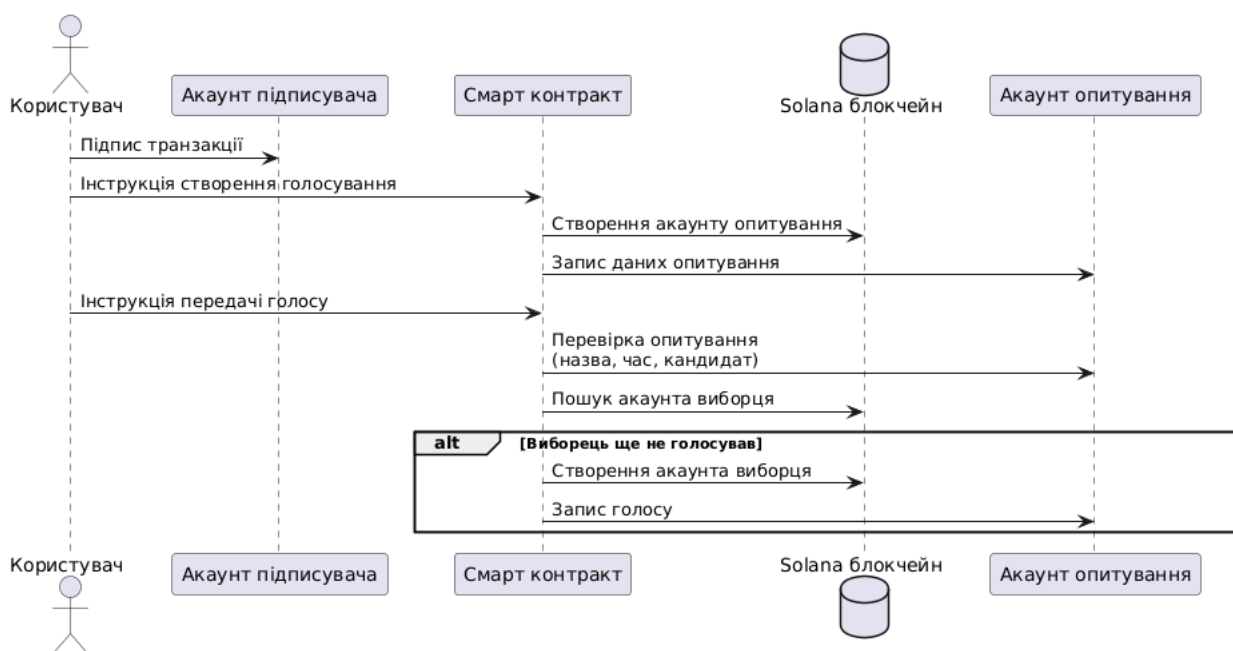 Користувач
Акаунт підписувача
Смарт контракт
Solana блокчейн
Акаунт опитування
Підпис транзакції
Інструкція створення голосування
Створення акаунту опитування
Запис даних опитування
Інструкція передачі голосу
Перевірка опитування
(назва, час, кандидат)
Пошук акаунта виборця
alt
[Виборець ще не голосував]
Створення акаунта виборця
Запис голосу
Користувач
Акаунт підписувача
Смарт контракт
Solana блокчейн
Акаунт опитування